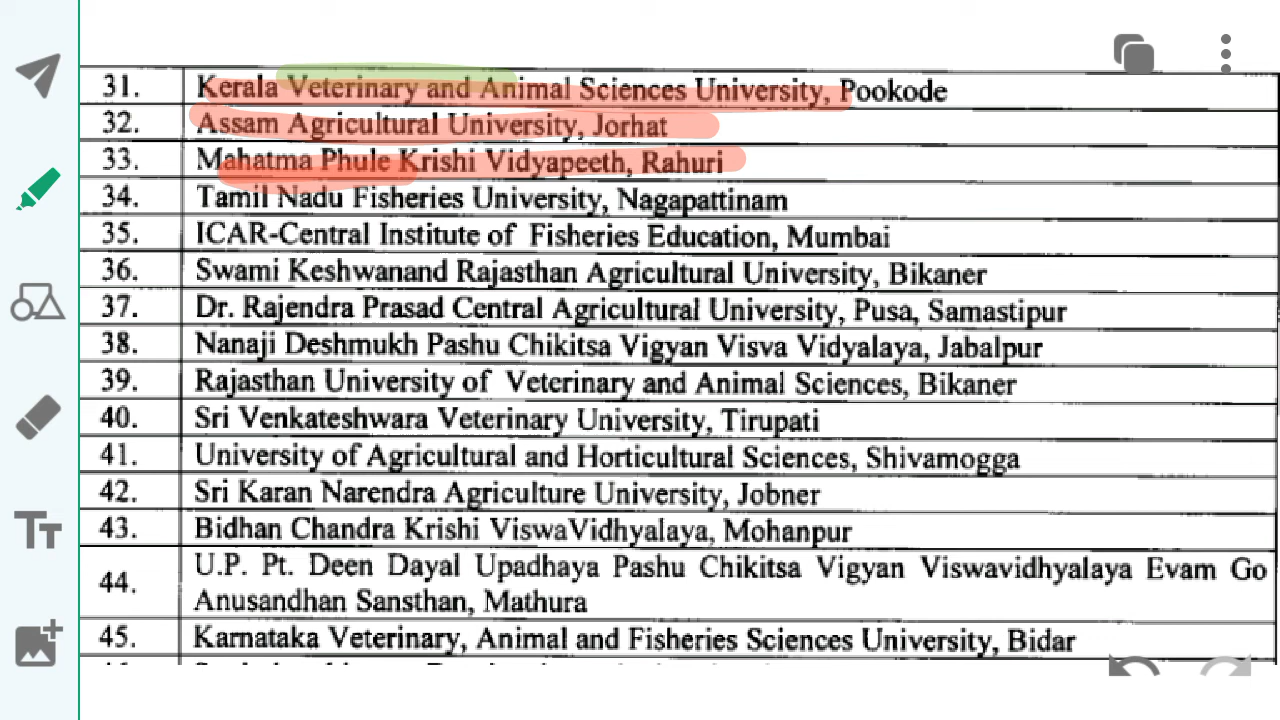 31. Kerala Veterinary and Animal Sciences University, Pookode
32. Assam Agricultural University, Jorhat
33. Mahatma Phule Krishi Vidyapeeth, Rahuri
34. Tamil Nadu Fisheries University, Nagapattinam
35. ICAR-Central Institute of Fisheries Education, Mumbai
36. Swami Keshwanand Rajasthan Agricultural University, Bikaner
37. Dr. Rajendra Prasad Central Agricultural University, Pusa, Samastipur
38. Nanaji Deshmukh Pashu Chikitsa Vigyan Visva Vidyalaya, Jabalpur
39. Rajasthan University of Veterinary and Animal Sciences, Bikaner
40. Sri Venkateshwara Veterinary University, Tirupati
41. University of Agricultural and Horticultural Sciences, Shivamogga
42. Sri Karan Narendra Agriculture University, Jobner
43. Bidhan Chandra Krishi ViswaVidhyalaya, Mohanpur
44. U.P. Pt. Deen Dayal Upadhaya Pashu Chikitsa Vigyan Viswavidhyalaya Evam Go
Anusandhan Sansthan, Mathura
45. Karnataka Veterinary, Animal and Fisheries Sciences University, Bidar
TT